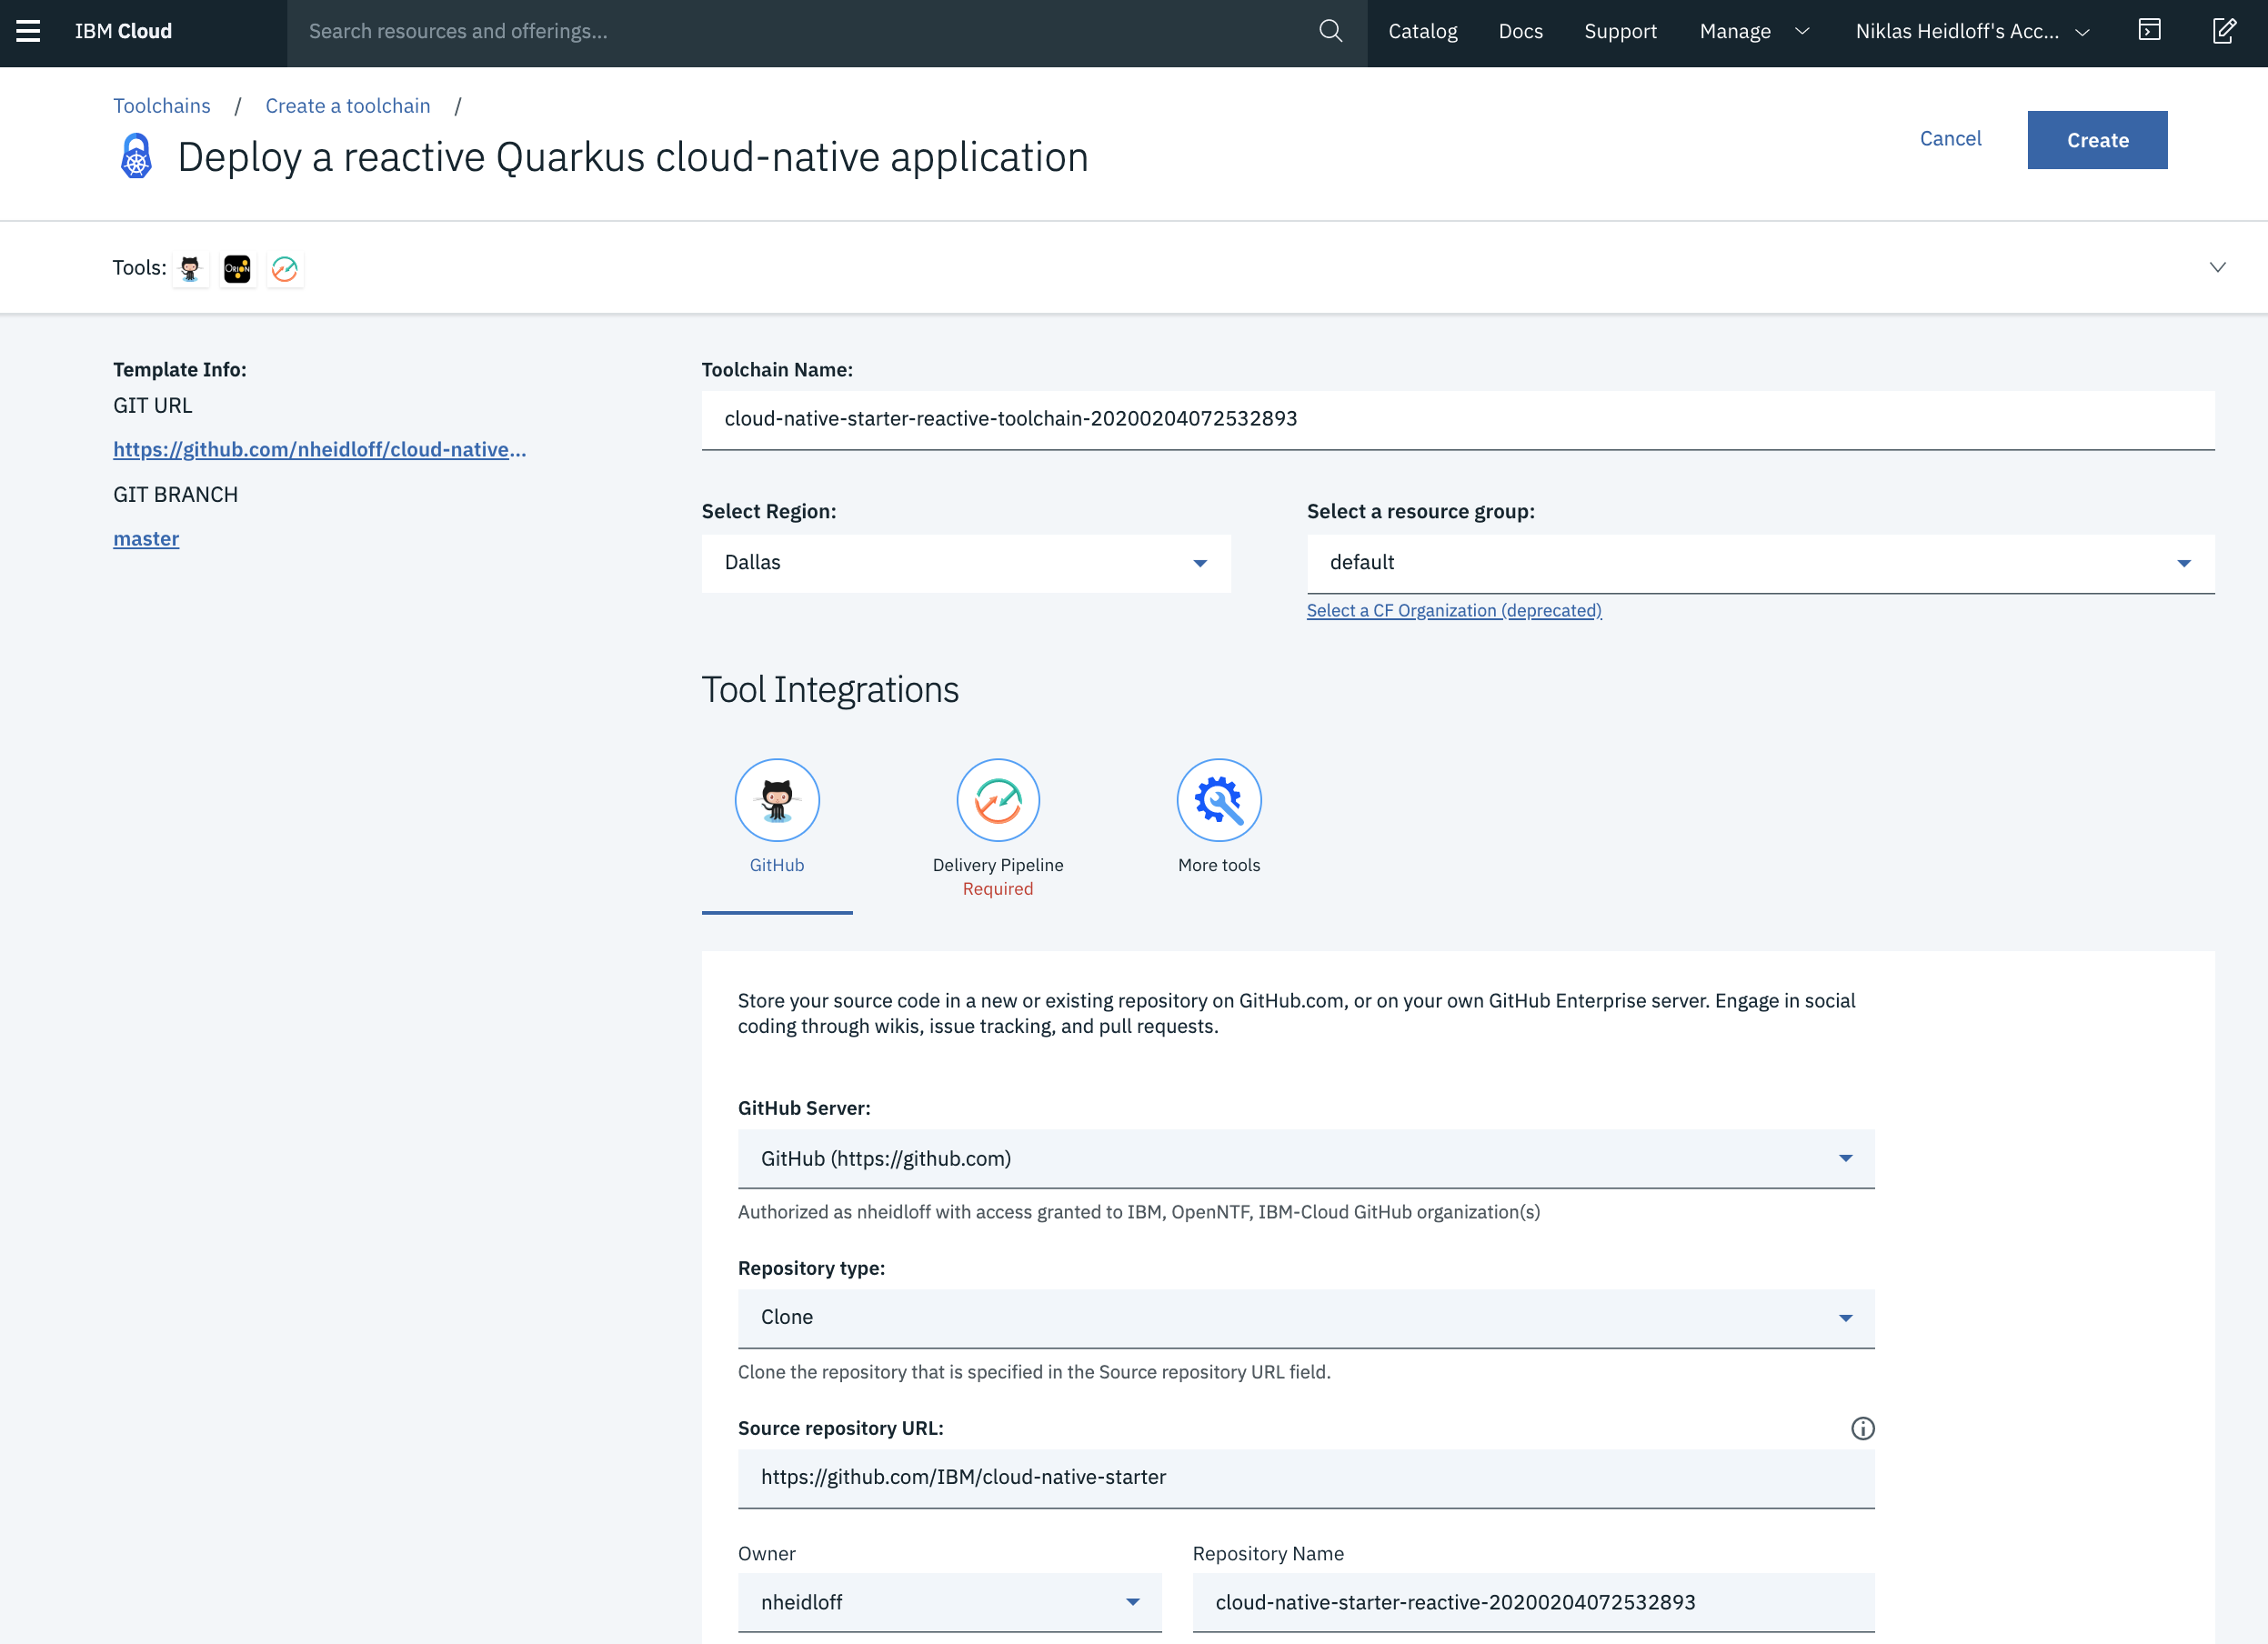 IBM Cloud
Search resources and offerings...
Catalog
Docs
Support
Manage
Niklas Heidloff's Acc...
Toolchains / Create a toolchain /
Deploy a reactive Quarkus cloud-native application
Cancel
Create
Tools:
ORION
Template Info:
GIT URL
https://github.com/nheidloff/cloud-native...
GIT BRANCH
master
Toolchain Name:
cloud-native-starter-reactive-toolchain-20200204072532893
Select Region:
Dallas
Select a resource group:
default
Select a CF Organization (deprecated)
Tool Integrations
GitHub
Delivery Pipeline
Required
More tools
Store your source code in a new or existing repository on GitHub.com, or on your own GitHub Enterprise server. Engage in social
coding through wikis, issue tracking, and pull requests.
GitHub Server:
GitHub (https://github.com)
Authorized as nheidloff with access granted to IBM, OpenNTF, IBM-Cloud GitHub organization(s)
Repository type:
Clone
Clone the repository that is specified in the Source repository URL field.
Source repository URL:
https://github.com/IBM/cloud-native-starter
Owner
nheidloff
Repository Name
cloud-native-starter-reactive-20200204072532893